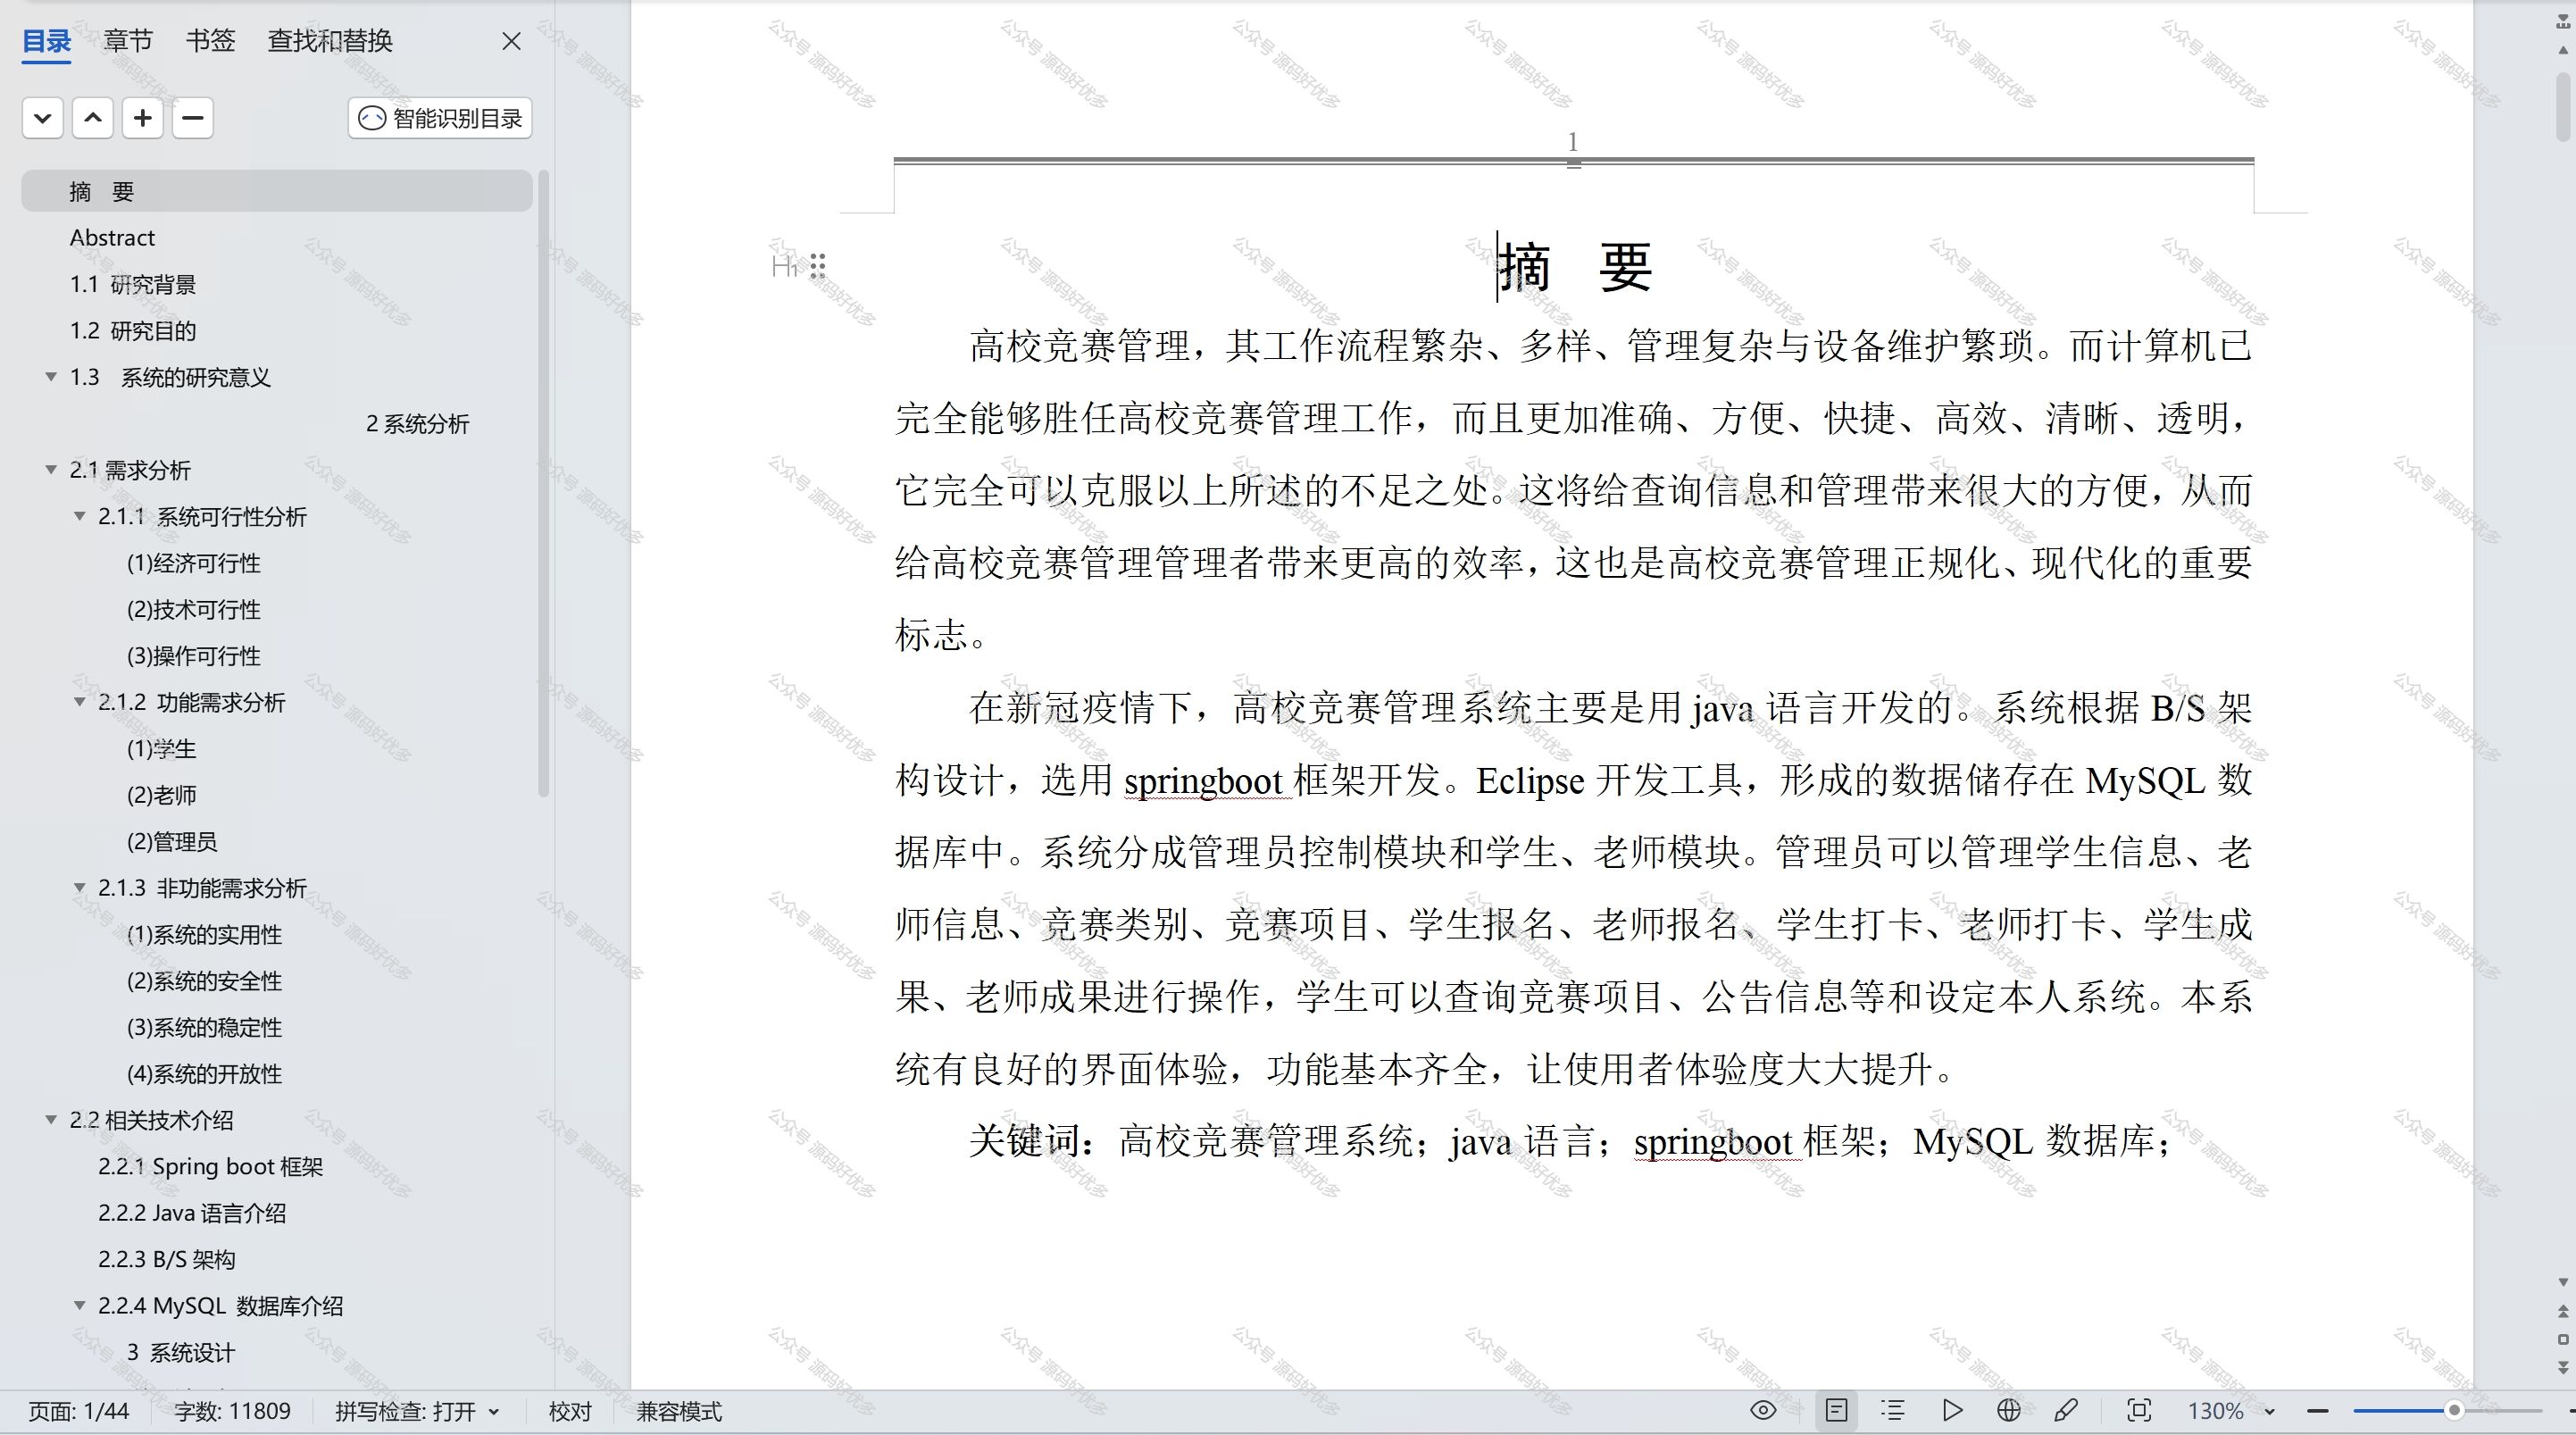 目录 章节 书签 查找和替换
智能识别目录
摘 要
Abstract
1.1 研究背景
1.2 研究目的
1.3 系统的研究意义
2 系统分析
2.1 需求分析
2.1.1 系统可行性分析
(1)经济可行性
(2)技术可行性
(3)操作可行性
2.1.2 功能需求分析
(1)学生
(2)老师
(2)管理员
2.1.3 非功能需求分析
(1)系统的实用性
(2)系统的安全性
(3)系统的稳定性
(4)系统的开放性
2.2 相关技术介绍
2.2.1 Spring boot 框架
2.2.2 Java 语言介绍
2.2.3 B/S 架构
2.2.4 MySQL 数据库介绍
3 系统设计
1
H1
摘 要
高校竞赛管理，其工作流程繁杂、多样、管理复杂与设备维护繁琐。而计算机已
完全能够胜任高校竞赛管理工作，而且更加准确、方便、快捷、高效、清晰、透明，
它完全可以克服以上所述的不足之处。这将给查询信息和管理带来很大的方便，从而
给高校竞赛管理管理者带来更高的效率，这也是高校竞赛管理正规化、现代化的重要
标志。
在新冠疫情下，高校竞赛管理系统主要是用 java 语言开发的。系统根据 B/S 架
构设计，选用 springboot 框架开发。Eclipse 开发工具，形成的数据储存在 MySQL 数
据库中。系统分成管理员控制模块和学生、老师模块。管理员可以管理学生信息、老
师信息、竞赛类别、竞赛项目、学生报名、老师报名、学生打卡、老师打卡、学生成
果、老师成果进行操作，学生可以查询竞赛项目、公告信息等和设定本人系统。本系
统有良好的界面体验，功能基本齐全，让使用者体验度大大提升。
关键词：高校竞赛管理系统；java 语言；springboot 框架；MySQL 数据库；
页面: 1/44 字数: 11809 拼写检查: 打开 校对 兼容模式 130%
公众号 源码好优多